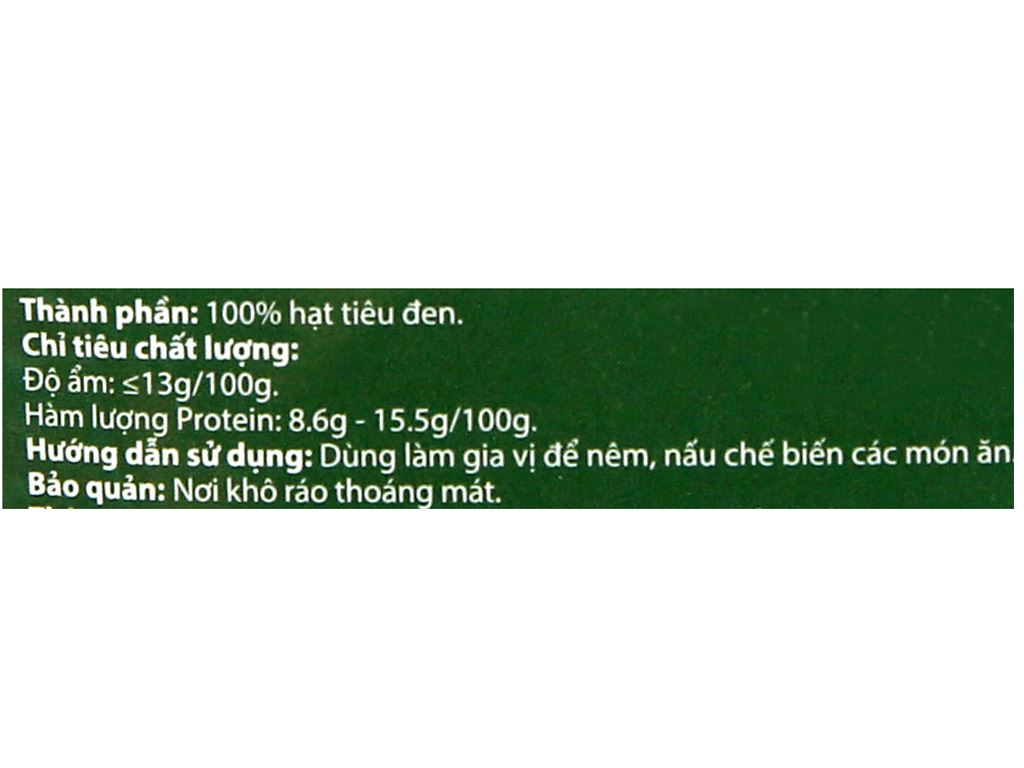 Thành phần: 100% hạt tiêu đen.
Chỉ tiêu chất lượng:
Độ ẩm: ≤13g/100g.
Hàm lượng Protein: 8.6g - 15.5g/100g.
Hướng dẫn sử dụng: Dùng làm gia vị để nêm, nấu chế biến các món ăn.
Bảo quản: Nơi khô ráo thoáng mát.